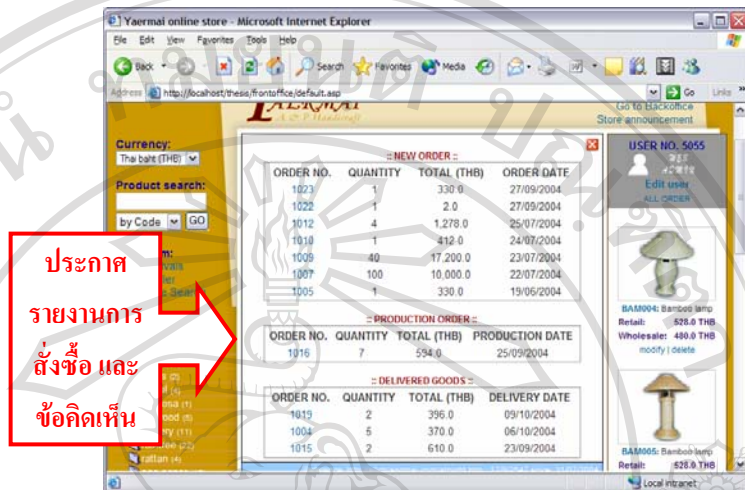 Yaermai online store - Microsoft Internet Explorer
File Edit View Favorites Tools Help
Back Search Favorites Media
Address http://localhost/thesis/frontoffice/default.asp Go Links
A & P Handicraft
Go to Backoffice
Store announcement
Currency:
Thai baht (THB)
Product search:
by Code GO
:: NEW ORDER ::
ORDER NO. QUANTITY TOTAL (THB) ORDER DATE
1023 1 330.0 27/09/2004
1022 1 2.0 27/09/2004
1012 4 1,278.0 25/07/2004
1010 1 412.0 24/07/2004
1009 40 17,200.0 23/07/2004
1007 100 10,000.0 22/07/2004
1005 1 330.0 19/06/2004
:: PRODUCTION ORDER ::
ORDER NO. QUANTITY TOTAL (THB) PRODUCTION DATE
1016 7 594.0 25/09/2004
:: DELIVERED GOODS ::
ORDER NO. QUANTITY TOTAL (THB) DELIVERY DATE
1019 2 396.0 09/10/2004
1004 5 370.0 06/10/2004
1015 2 610.0 23/09/2004
USER NO. 5055
Edit user
ALL ORDER
BAM004: Bamboo lamp
Retail: 528.0 THB
Wholesale: 480.0 THB
modify | delete
BAM005: Bamboo lamp
Retail: 528.0 THB
ประกาศ
รายงานการ
สั่งซื้อ และ
ข้อคิดเห็น
rattan (4)
Local intranet